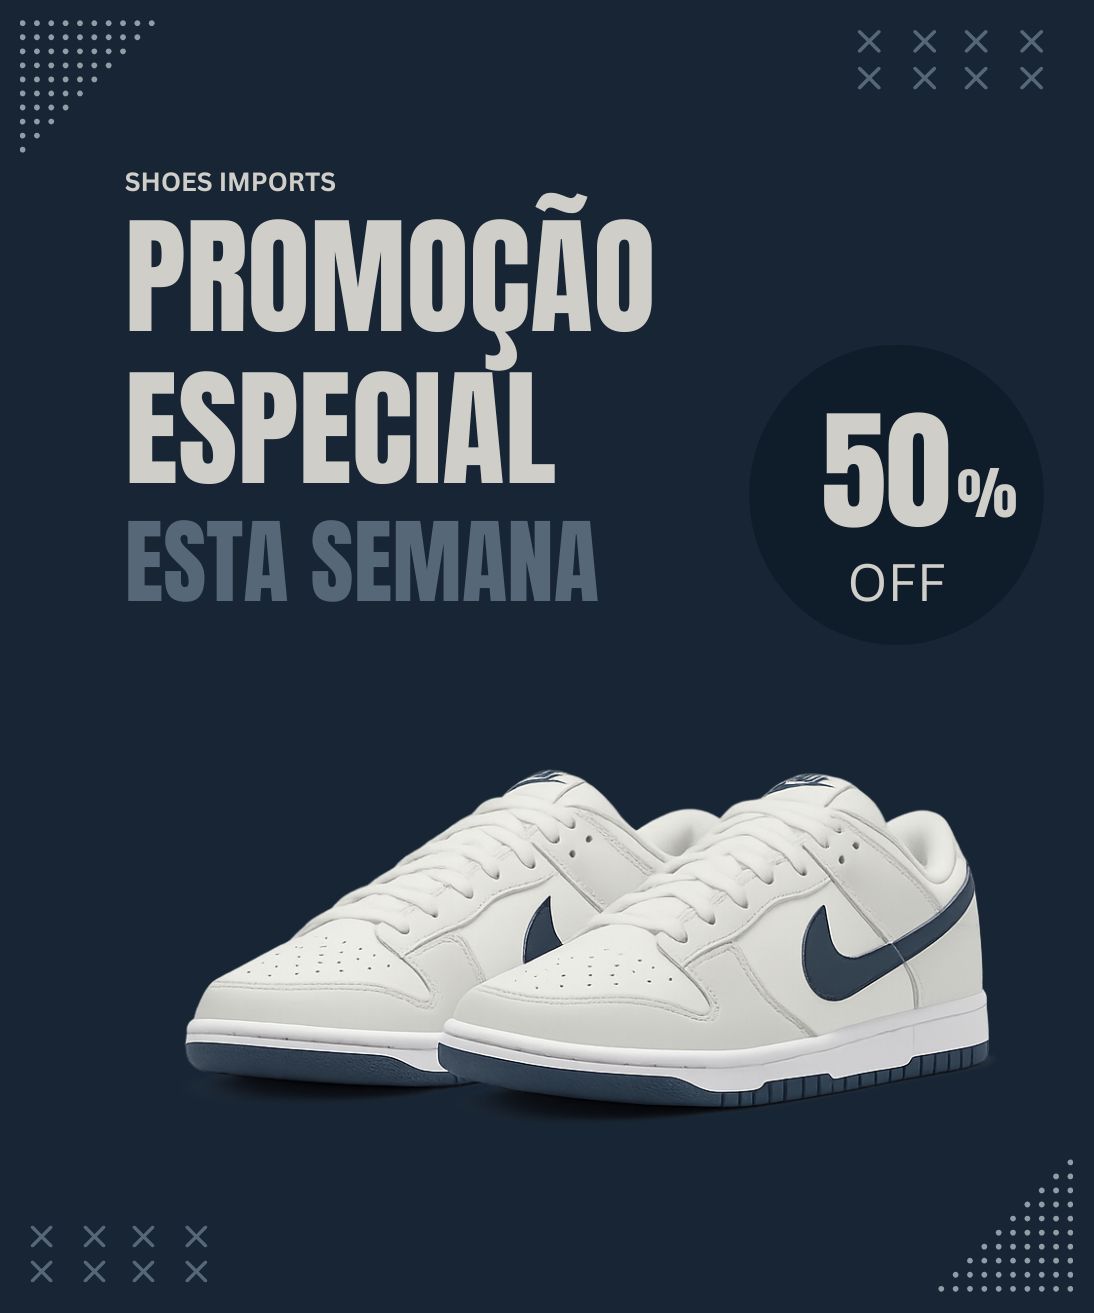 SHOES IMPORTS
PROMOÇÃO
ESPECIAL
ESTA SEMANA
50%
OFF